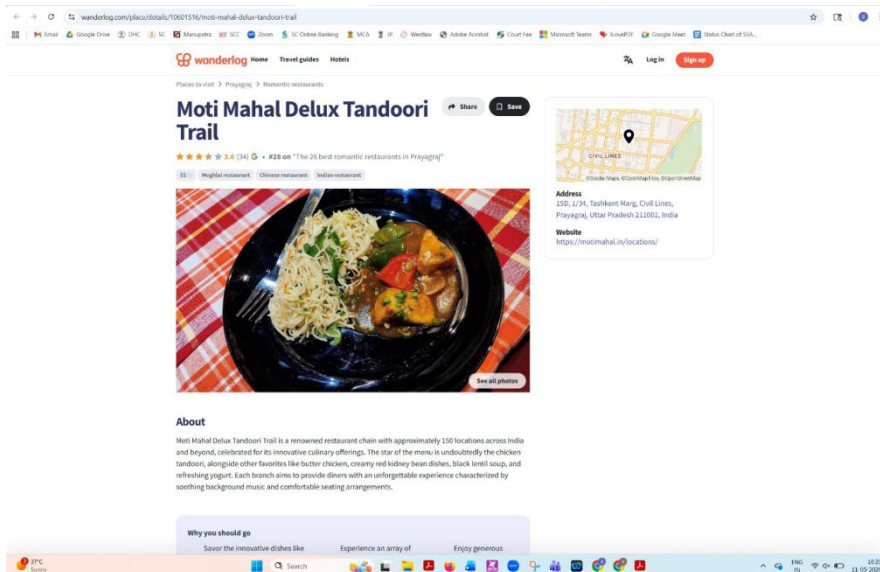 wanderlog.com/place/details/10601516/moti-mahal-delux-tandoori-trail
Email Google Drive DHC SC Manupatra SCC Zoom SC Online Banking MCA IP Westlaw Adobe Acrobat Court Fee Microsoft Teams ILovePDF Google Meet Status Chart of SSA...
wanderlog Home Travel guides Hotels Log in Sign up
Places to visit > Prayagraj > Romantic restaurants
Moti Mahal Delux Tandoori
Trail
Share Save
3.6 (34) G • #28 on "The 26 best romantic restaurants in Prayagraj"
Mughlai restaurant Chinese restaurant Indian restaurant
CIVIL LINES
©Stadia Maps, ©OpenMapTiles, ©OpenStreetMap
Address
15D, 1/34, Tashkent Marg, Civil Lines,
Prayagraj, Uttar Pradesh 211001, India
Website
https://motimahal.in/locations/
See all photos
About
Moti Mahal Delux Tandoori Trail is a renowned restaurant chain with approximately 150 locations across India
and beyond, celebrated for its innovative culinary offerings. The star of the menu is undoubtedly the chicken
tandoori, alongside other favorites like butter chicken, creamy red kidney bean dishes, black lentil soup, and
refreshing yogurt. Each branch aims to provide diners with an unforgettable experience characterized by
soothing background music and comfortable seating arrangements.
Why you should go
Savor the innovative dishes like Experience an array of Enjoy generous
37°C
Sunny
Search
ENG
IN